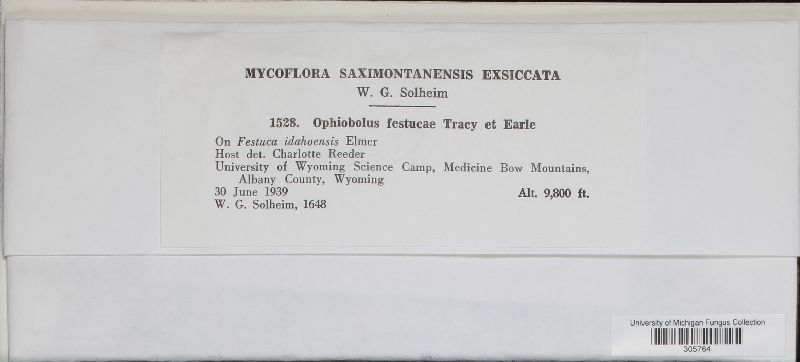 MYCOFLORA SAXIMONTANENSIS EXSICCATA
W. G. Solheim
1528. Ophiobolus festucae Tracy et Earle
On Festuca idahoensis Elmer
Host det. Charlotte Reeder
University of Wyoming Science Camp, Medicine Bow Mountains,
Albany County, Wyoming
30 June 1939 Alt. 9,800 ft.
W. G. Solheim, 1648
University of Michigan Fungus Collection
305764